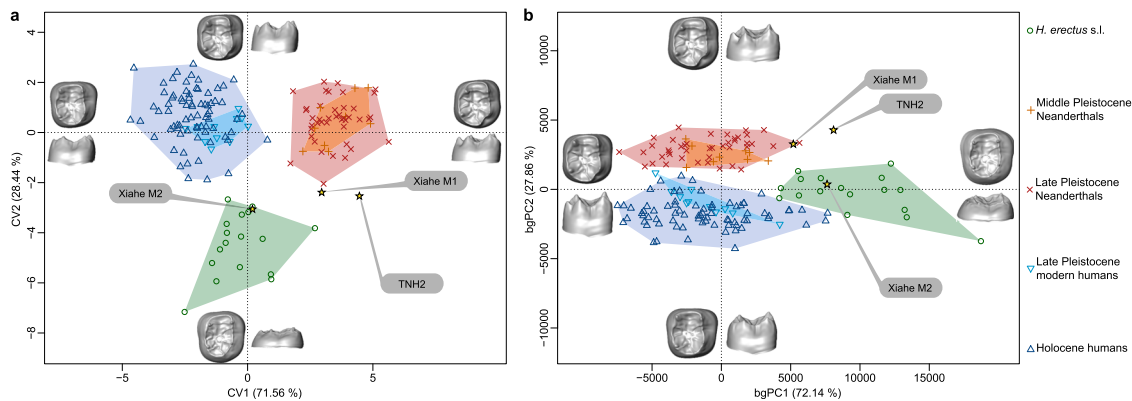 a
CV2 (28.44 %)
4
2
0
−2
−4
−6
−8
Xiahe M2
Xiahe M1
TNH2
−5
0
5
CV1 (71.56 %)
b
bgPC2 (27.86 %)
10000
5000
0
−5000
−10000
Xiahe M1
TNH2
Xiahe M2
−5000
0
5000
10000
15000
bgPC1 (72.14 %)
H. erectus s.l.
Middle Pleistocene
Neanderthals
Late Pleistocene
Neanderthals
Late Pleistocene
modern humans
Holocene humans